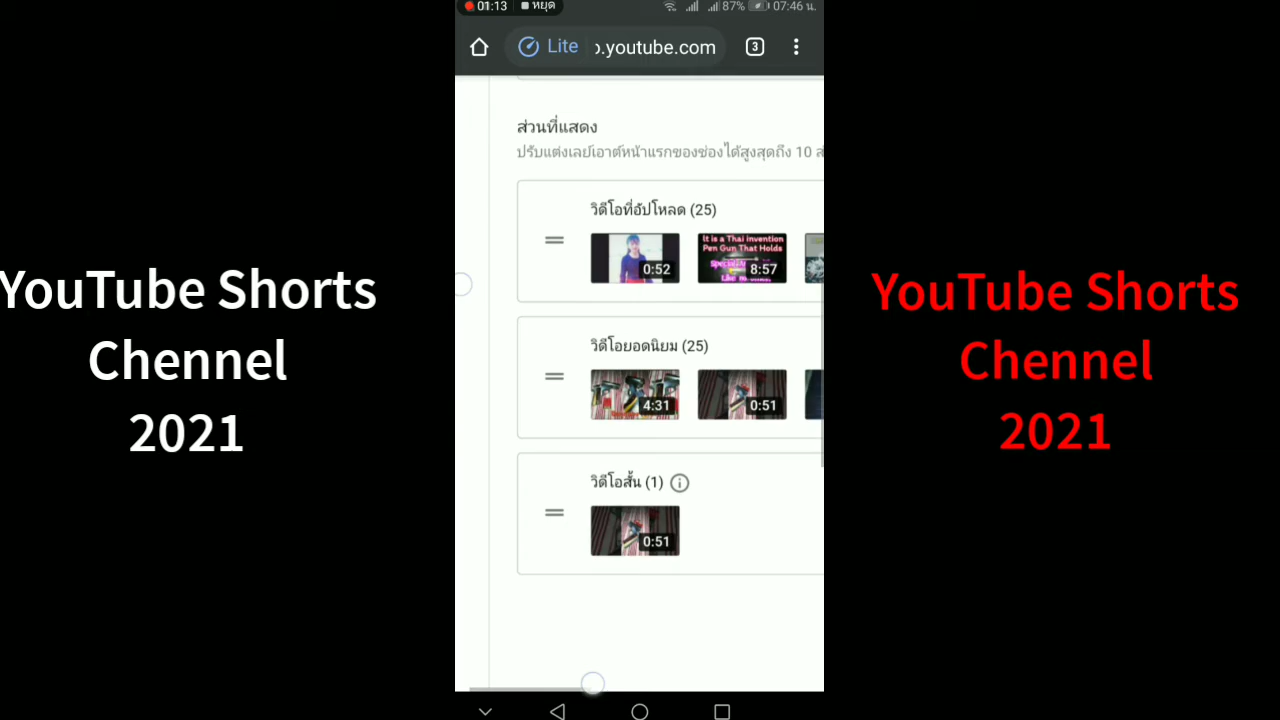 01:13 หยุด 87% 07:46 น.
Lite o.youtube.com 3
ส่วนที่แสดง
ปรับแต่งเลย์เอาต์หน้าแรกของช่องได้สูงสุดถึง 10
วิดีโอที่อัปโหลด (25)
0:52
It is a Thai invention
Pen Gun That Holds
8:57
YouTube Shorts
Chennel
2021
วิดีโอยอดนิยม (25)
4:31
0:51
วิดีโอสั้น (1)
0:51
YouTube Shorts
Chennel
2021